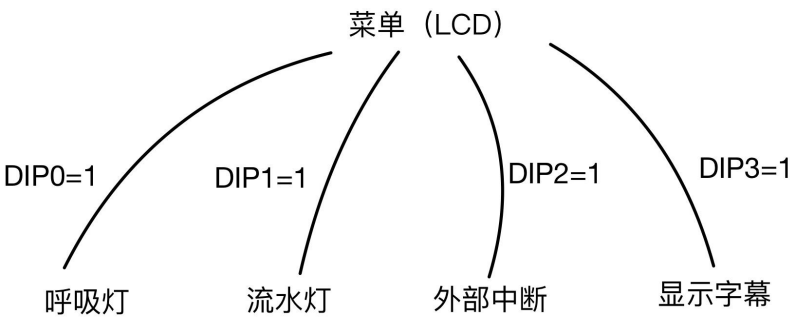 菜单（LCD）
DIP0=1
DIP1=1
DIP2=1
DIP3=1
呼吸灯
流水灯
外部中断
显示字幕